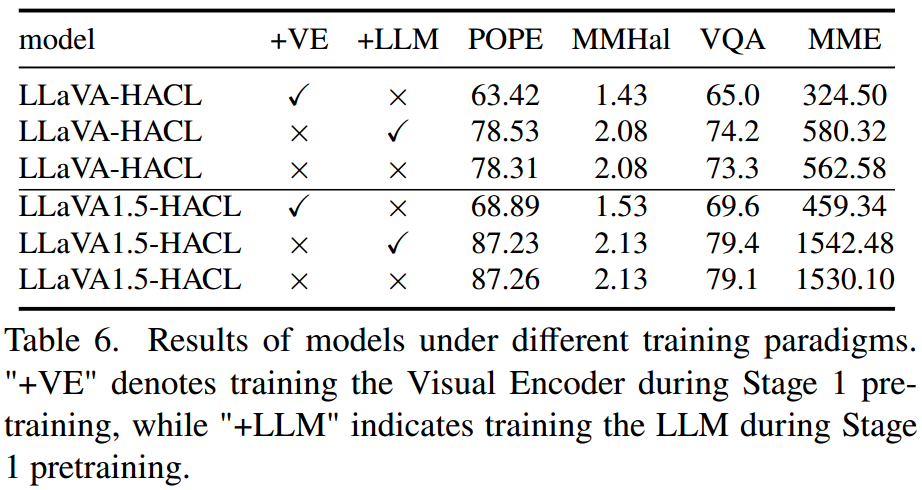 model +VE +LLM POPE MMHal VQA MME
LLaVA-HACL ✓ × 63.42 1.43 65.0 324.50
LLaVA-HACL × ✓ 78.53 2.08 74.2 580.32
LLaVA-HACL × × 78.31 2.08 73.3 562.58
LLaVA1.5-HACL ✓ × 68.89 1.53 69.6 459.34
LLaVA1.5-HACL × ✓ 87.23 2.13 79.4 1542.48
LLaVA1.5-HACL × × 87.26 2.13 79.1 1530.10
Table 6. Results of models under different training paradigms.
"+VE" denotes training the Visual Encoder during Stage 1 pre-
training, while "+LLM" indicates training the LLM during Stage
1 pretraining.